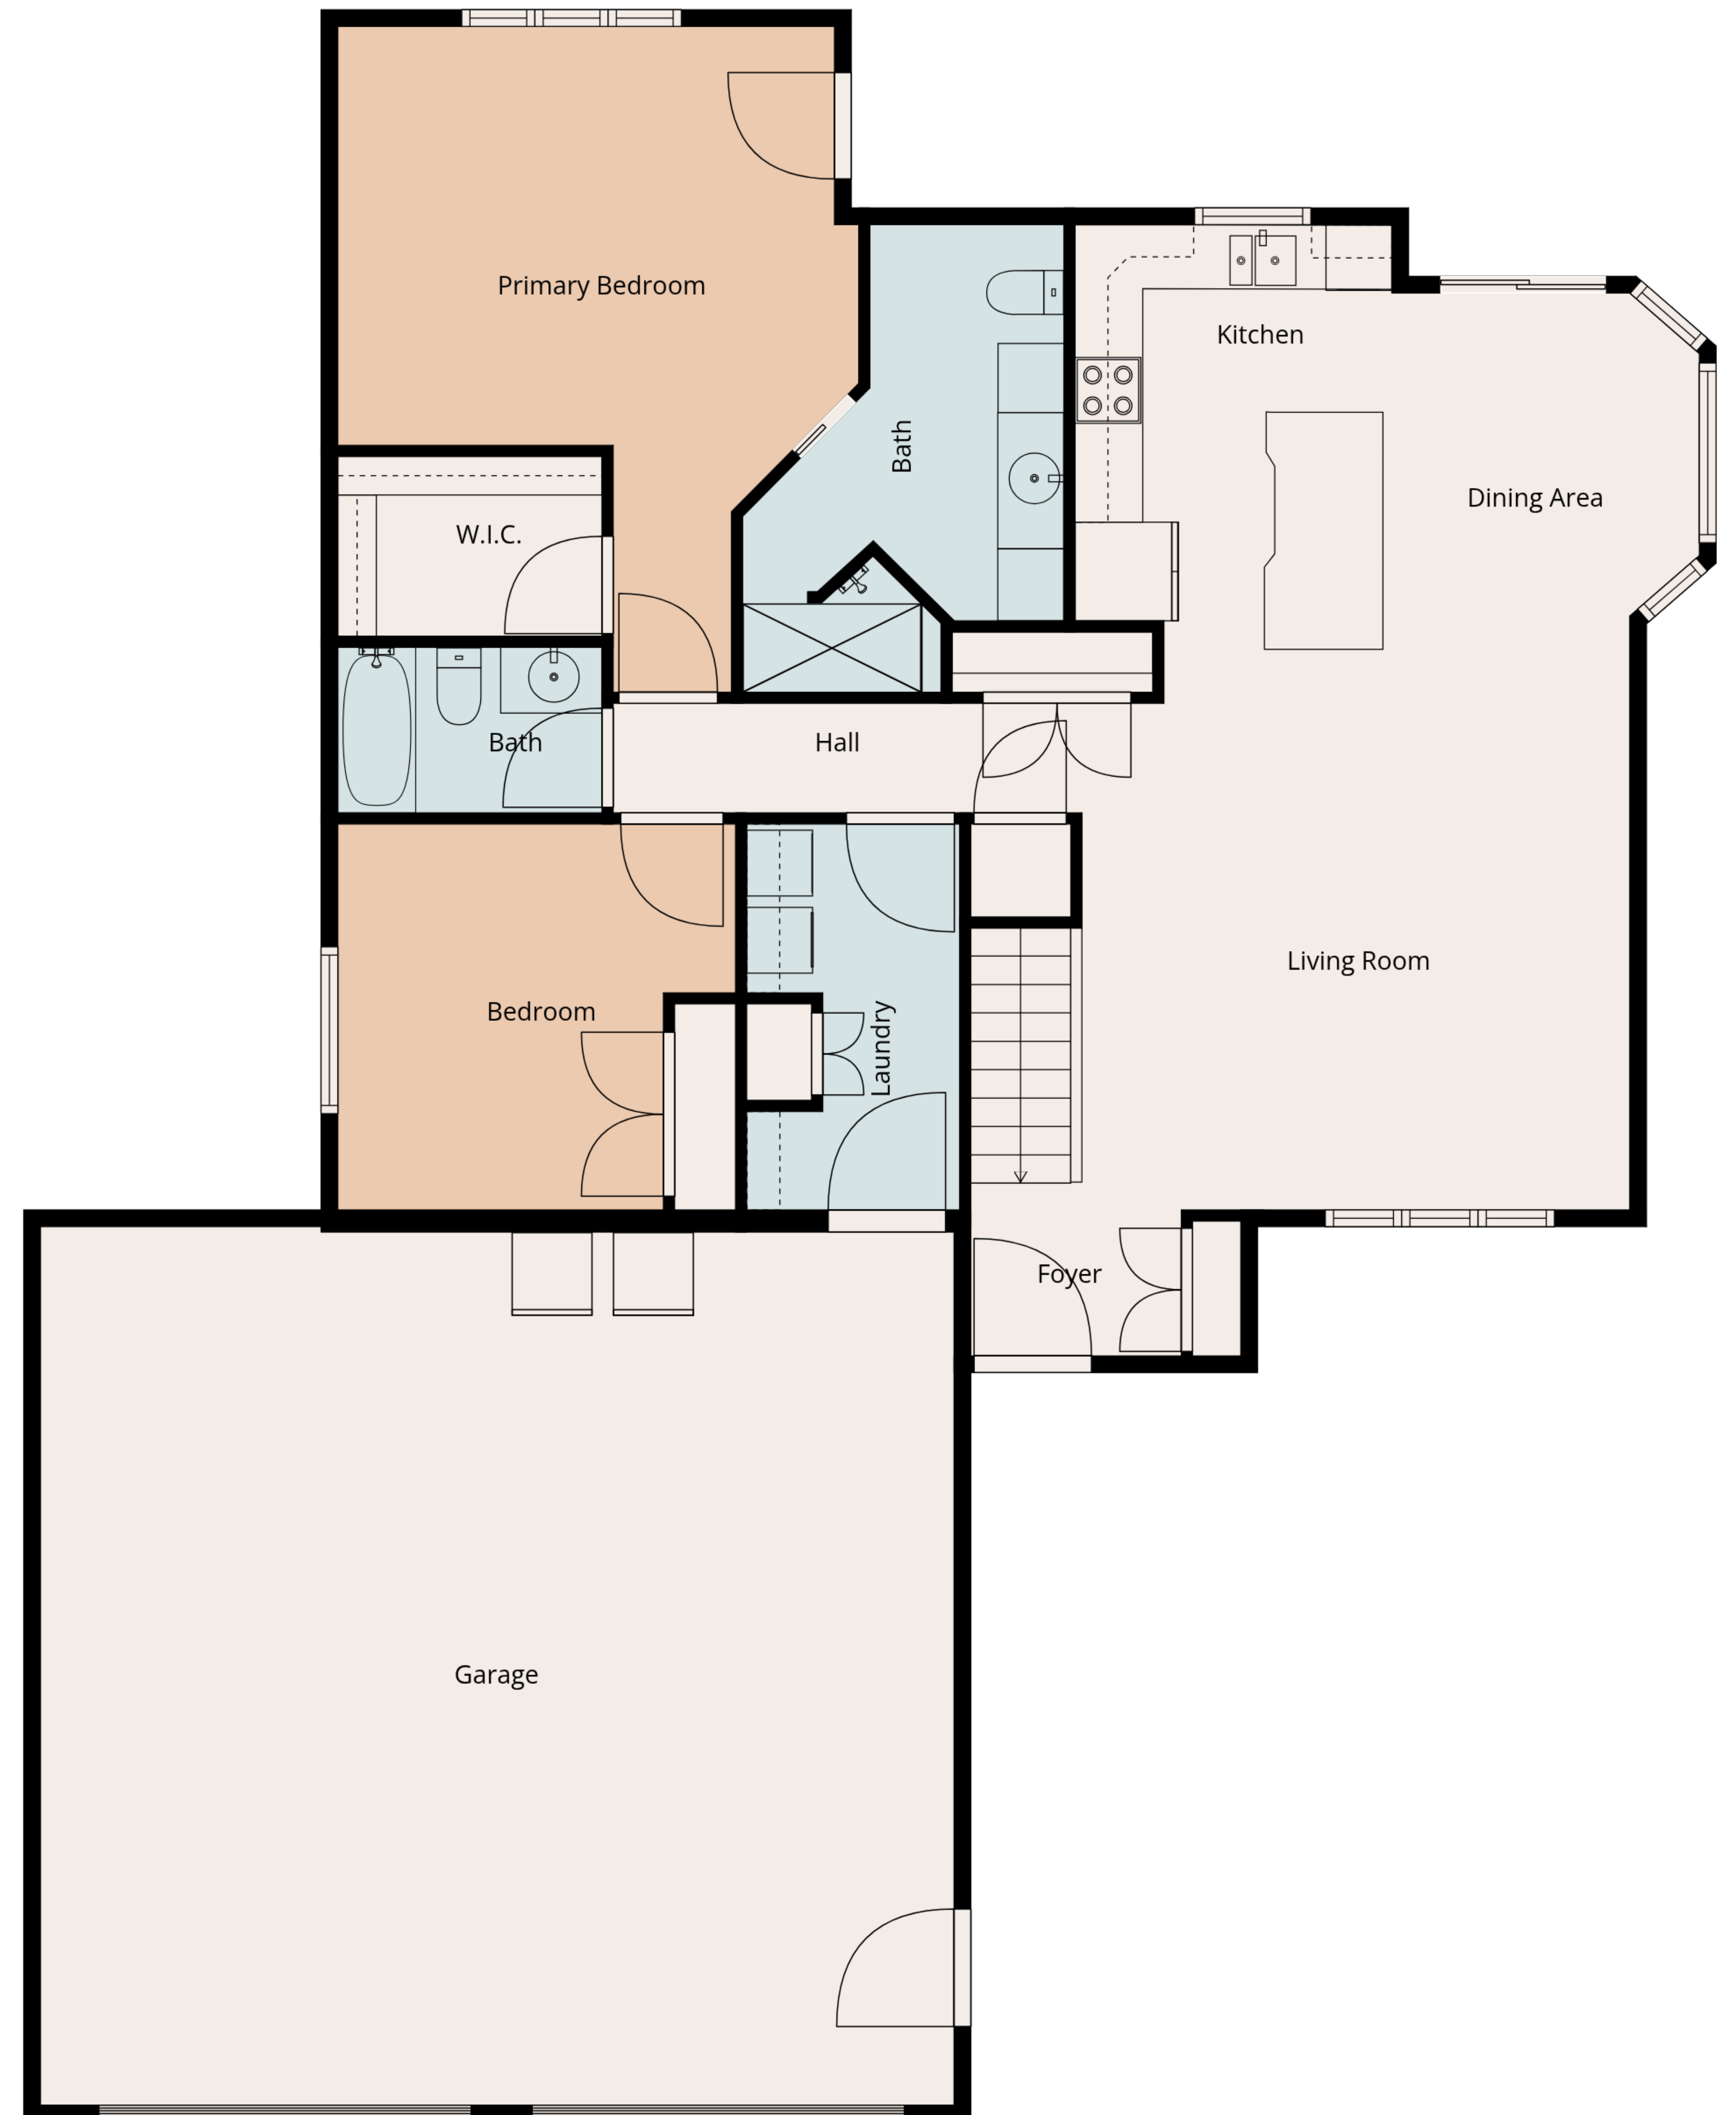 Primary Bedroom
Kitchen
Bath
Dining Area
W.I.C.
Bath
Hall
Living Room
Bedroom
Laundry
Foyer
Garage